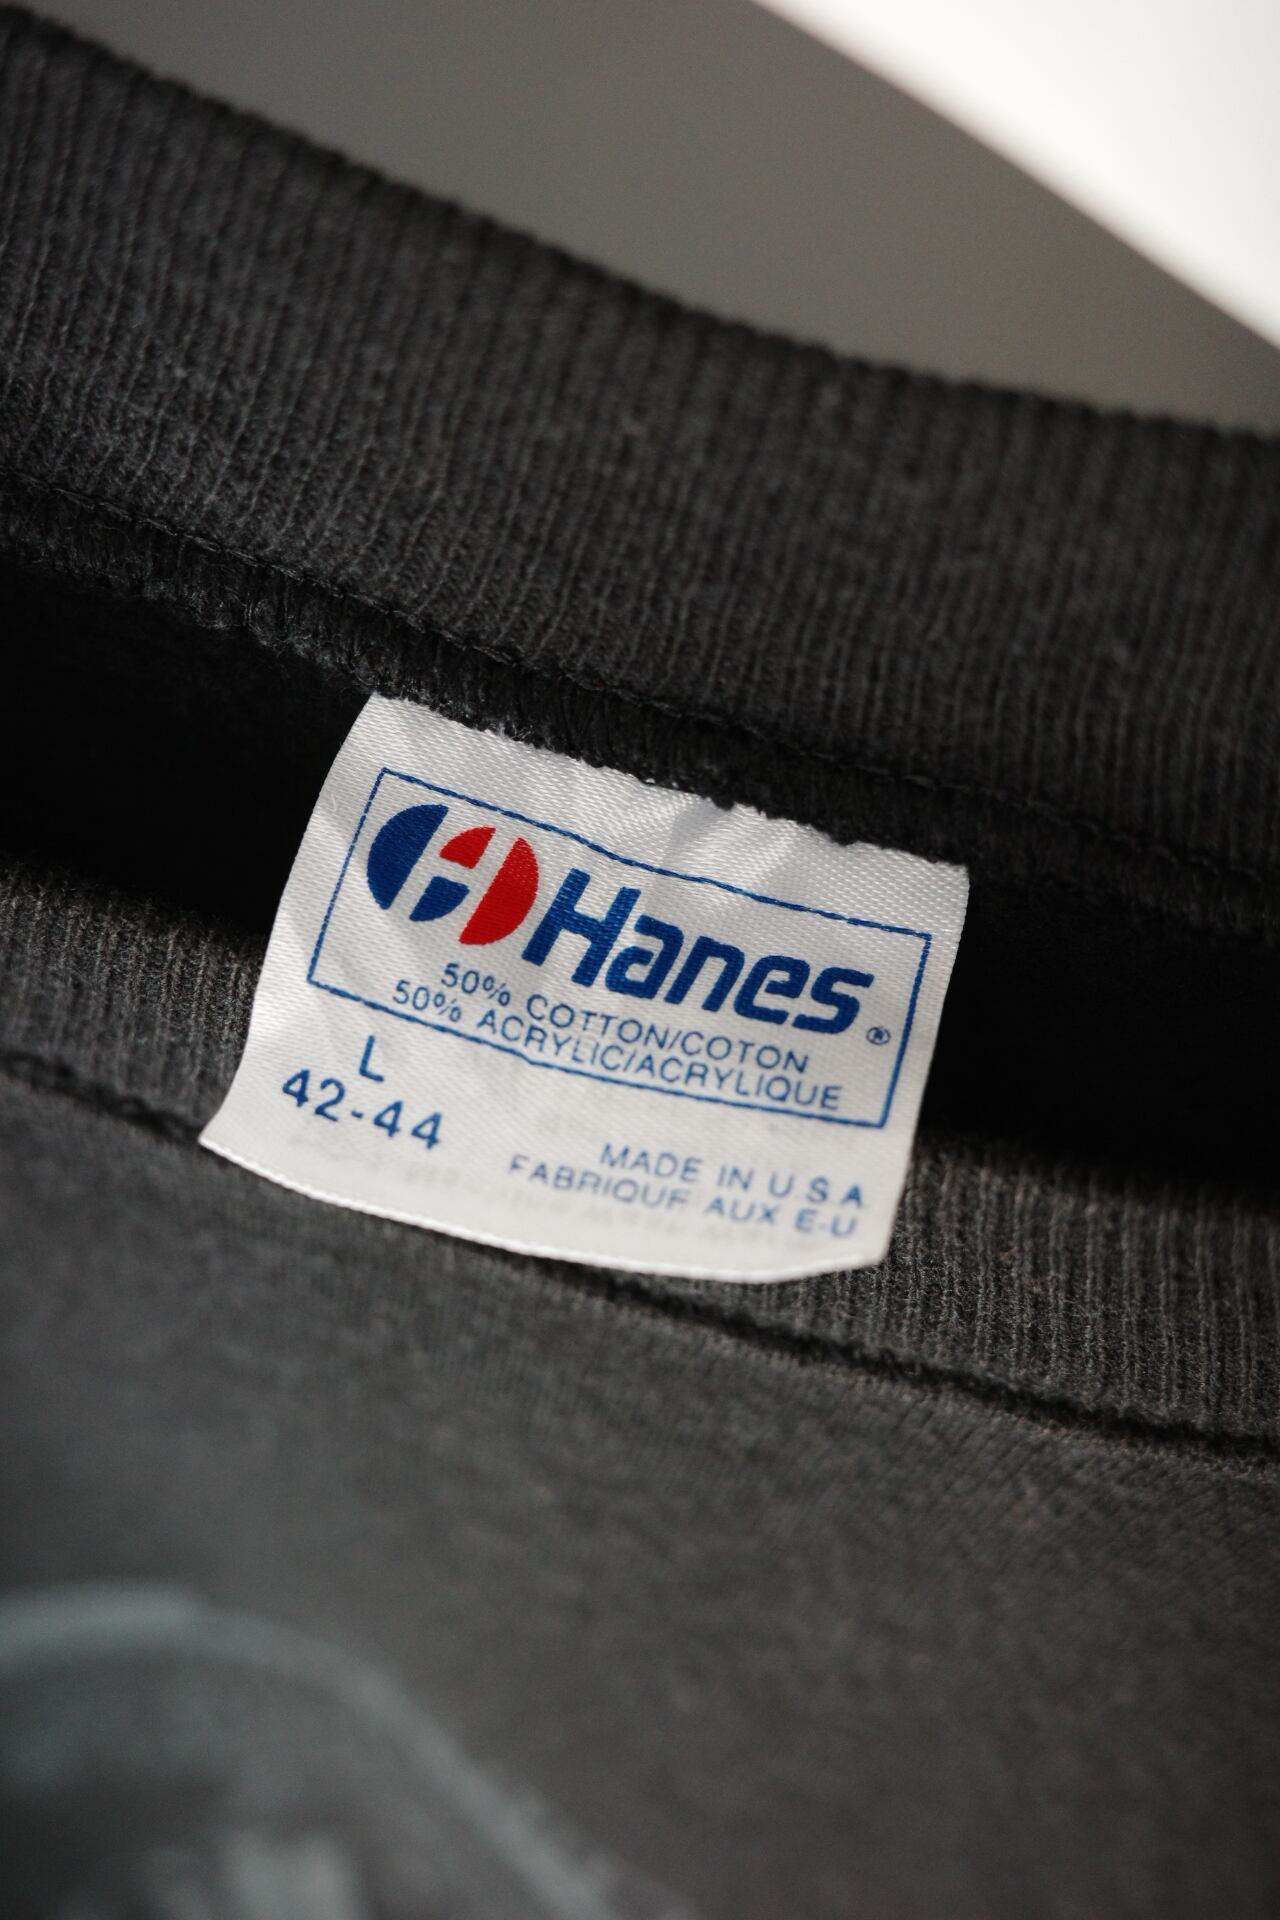 Hanes®
50% COTTON/COTON
50% ACRYLIC/ACRYLIQUE
L
42-44
MADE IN U.S.A
FABRIQUE AUX E-U